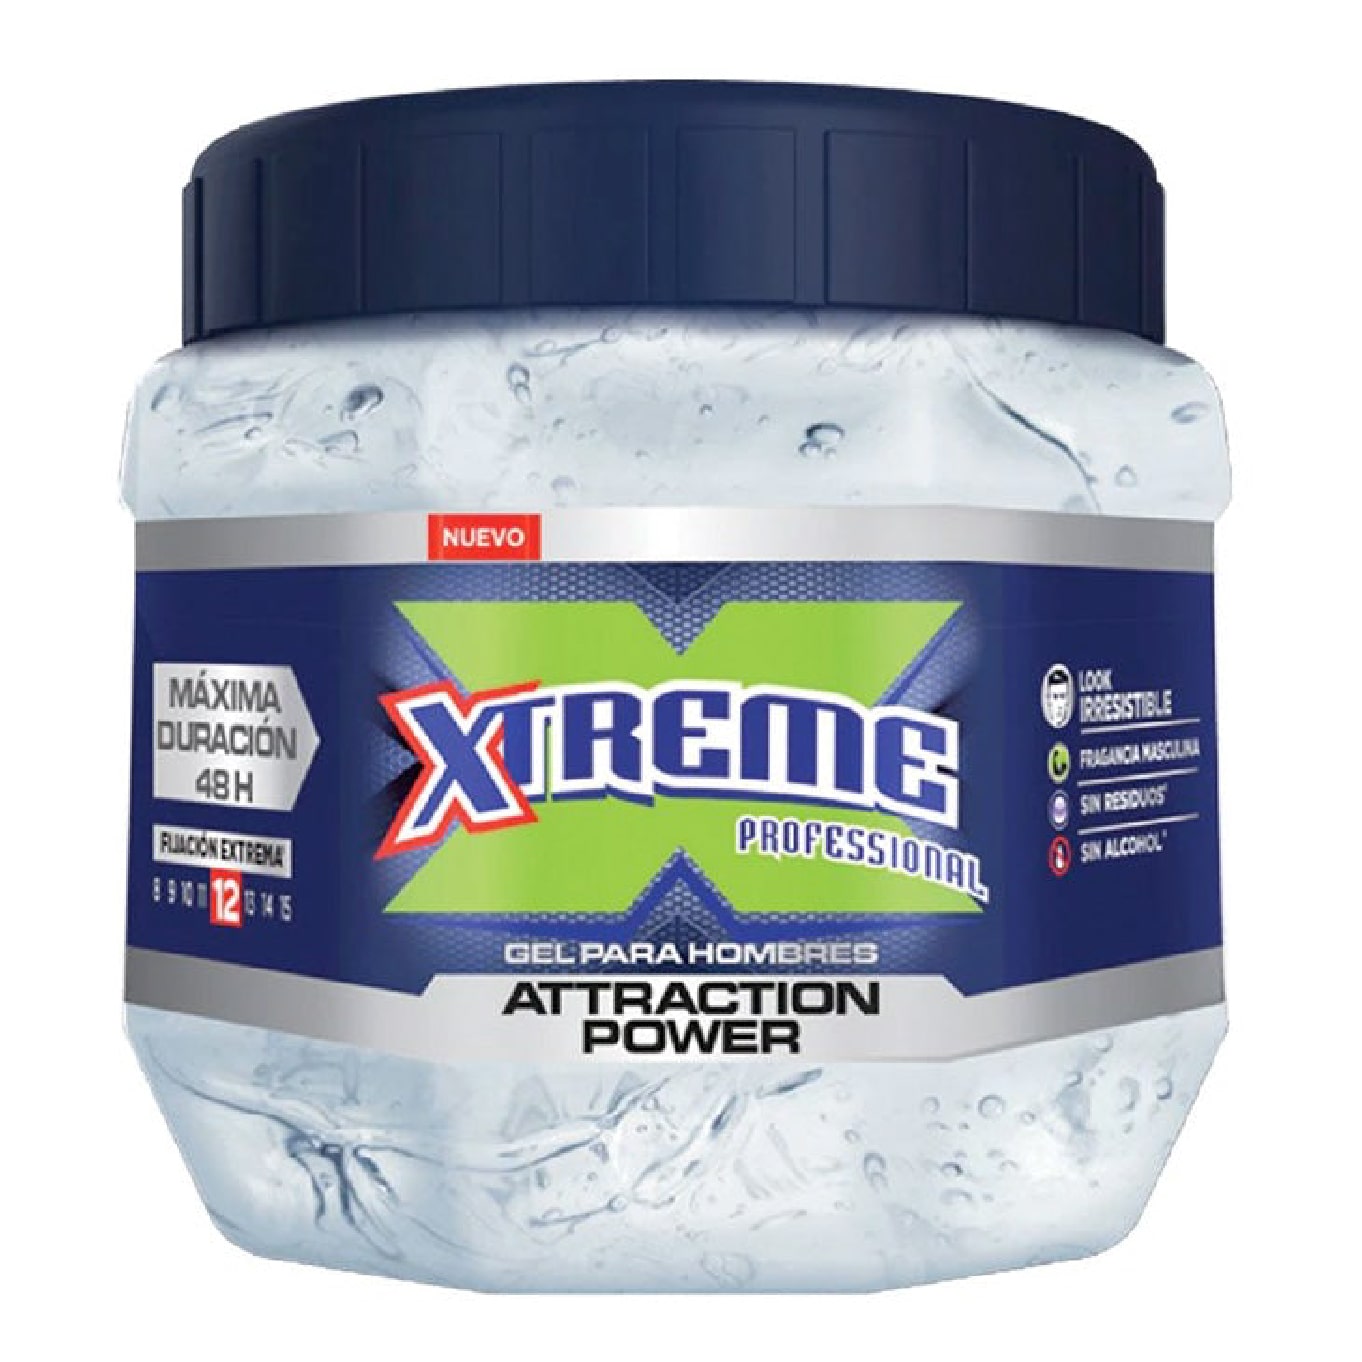 NUEVO
MÁXIMA
DURACIÓN
48 H
FIJACIÓN EXTREMA*
8 9 10 11 12 13 14 15
XTREME
PROFESSIONAL
GEL PARA HOMBRES
ATTRACTION
POWER
LOOK
IRRESISTIBLE
FRAGANCIA MASCULINA
SIN RESIDUOS*
SIN ALCOHOL*